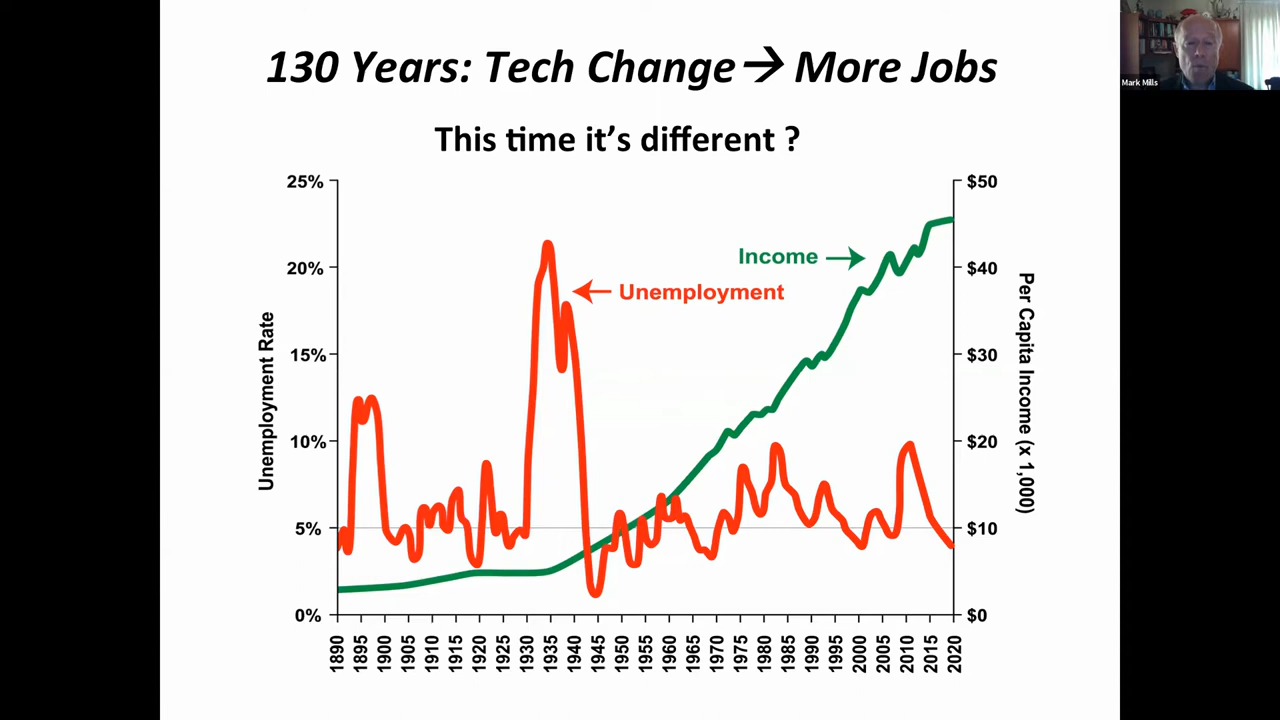 130 Years: Tech Change→ More Jobs
Mark Mills
This time it's different ?
25%
20%
15%
10%
5%
0%
Unemployment Rate
Income
Unemployment
$50
$40
$30
$20
$10
$0
Per Capita Income (x 1,000)
1890 1895 1900 1905 1910 1915 1920 1925 1930 1935 1940 1945 1950 1955 1960 1965 1970 1975 1980 1985 1990 1995 2000 2005 2010 2015 2020